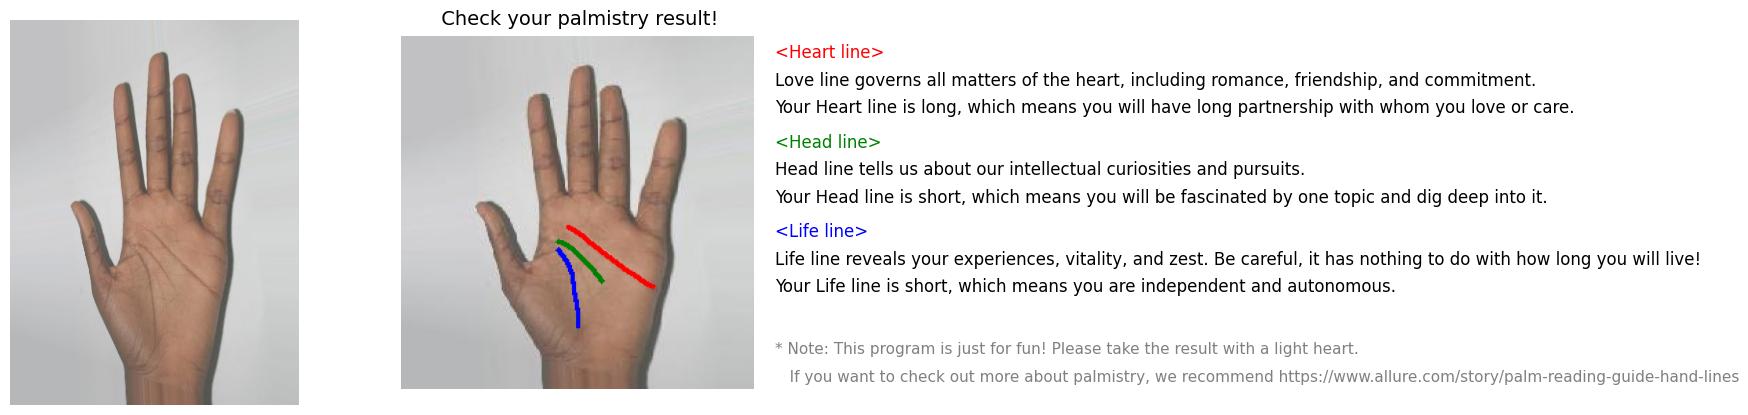 Check your palmistry result!
<Heart line>
Love line governs all matters of the heart, including romance, friendship, and commitment.
Your Heart line is long, which means you will have long partnership with whom you love or care.
<Head line>
Head line tells us about our intellectual curiosities and pursuits.
Your Head line is short, which means you will be fascinated by one topic and dig deep into it.
<Life line>
Life line reveals your experiences, vitality, and zest. Be careful, it has nothing to do with how long you will live!
Your Life line is short, which means you are independent and autonomous.
* Note: This program is just for fun! Please take the result with a light heart.
If you want to check out more about palmistry, we recommend https://www.allure.com/story/palm-reading-guide-hand-lines